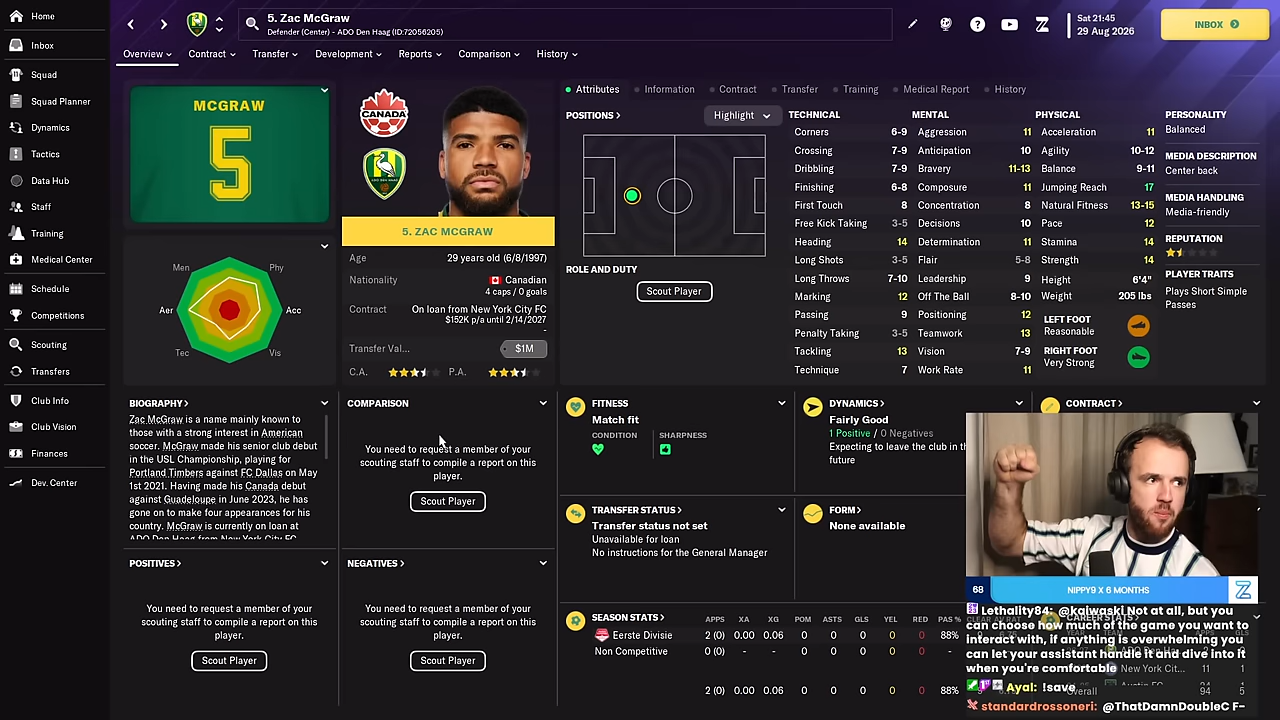 Home
Inbox
Squad
Squad Planner
Dynamics
Tactics
Data Hub
Staff
Training
Medical Center
Schedule
Competitions
Scouting
Transfers
Club Info
Club Vision
Finances
Dev. Center
5. Zac McGraw
Defender (Center) - ADO Den Haag (ID:72056205)
Sat 21:45
29 Aug 2026
INBOX
Overview
Contract
Transfer
Development
Reports
Comparison
History
MCGRAW
5
Men
Phy
Aer
Acc
Tec
Vis
CANADA
5. ZAC MCGRAW
Age 29 years old (6/8/1997)
Nationality Canadian
4 caps / 0 goals
Contract On loan from New York City FC
$152K p/a until 2/14/2027
-
Transfer Val... $1M
C.A. P.A.
Attributes
Information
Contract
Transfer
Training
Medical Report
History
POSITIONS >
Highlight
ROLE AND DUTY
Scout Player
TECHNICAL
Corners 6-9
Crossing 7-9
Dribbling 7-9
Finishing 6-8
First Touch 8
Free Kick Taking 3-5
Heading 14
Long Shots 3-5
Long Throws 7-10
Marking 12
Passing 9
Penalty Taking 3-5
Tackling 13
Technique 7
MENTAL
Aggression 11
Anticipation 10
Bravery 11-13
Composure 11
Concentration 8
Decisions 10
Determination 11
Flair 5-8
Leadership 9
Off The Ball 8-10
Positioning 12
Teamwork 13
Vision 7-9
Work Rate 11
PHYSICAL
Acceleration 11
Agility 10-12
Balance 9-11
Jumping Reach 17
Natural Fitness 13-15
Pace 12
Stamina 14
Strength 14
Height 6'4"
Weight 205 lbs
LEFT FOOT
Reasonable
RIGHT FOOT
Very Strong
PERSONALITY
Balanced
MEDIA DESCRIPTION
Center back
MEDIA HANDLING
Media-friendly
REPUTATION
PLAYER TRAITS
Plays Short Simple
Passes
BIOGRAPHY >
Zac McGraw is a name mainly known to
those with a strong interest in American
soccer. McGraw made his senior club debut
in the USL Championship, playing for
Portland Timbers against FC Dallas on May
1st 2021. Having made his Canada debut
against Guadeloupe in June 2023, he has
gone on to make four appearances for his
country. McGraw is currently on loan at
ADO Den Haag from New York City FC
COMPARISON
You need to request a member of your
scouting staff to compile a report on this
player.
Scout Player
POSITIVES >
You need to request a member of your
scouting staff to compile a report on this
player.
Scout Player
NEGATIVES >
You need to request a member of your
scouting staff to compile a report on this
player.
Scout Player
FITNESS
Match fit
CONDITION
SHARPNESS
DYNAMICS >
Fairly Good
1 Positive / 0 Negatives
Expecting to leave the club in th
future
CONTRACT >
TRANSFER STATUS >
Transfer status not set
Unavailable for loan
No instructions for the General Manager
FORM >
None available
SEASON STATS > APPS XA XG POM ASTS GLS YEL RED PAS %
Eerste Divisie 2 (0) 0.00 0.06 0 0 0 0 0 88%
Non Competitive 0 (0) - - 0 0 0 0 0 -
2 (0) 0.00 0.06 0 0 0 0 0 88%
68 NIPPY9 X 6 MONTHS
Lethality84: @kaiwaski Not at all, but you
can choose how much of the game you want to
interact with, if anything is overwhelming you
can let your assistant handle it and dive into it
when you're comfortable
New York Cit... 11 1
Ayal: !save
Overall 94 5
standardrossoneri: @ThatDamnDoubleC F-